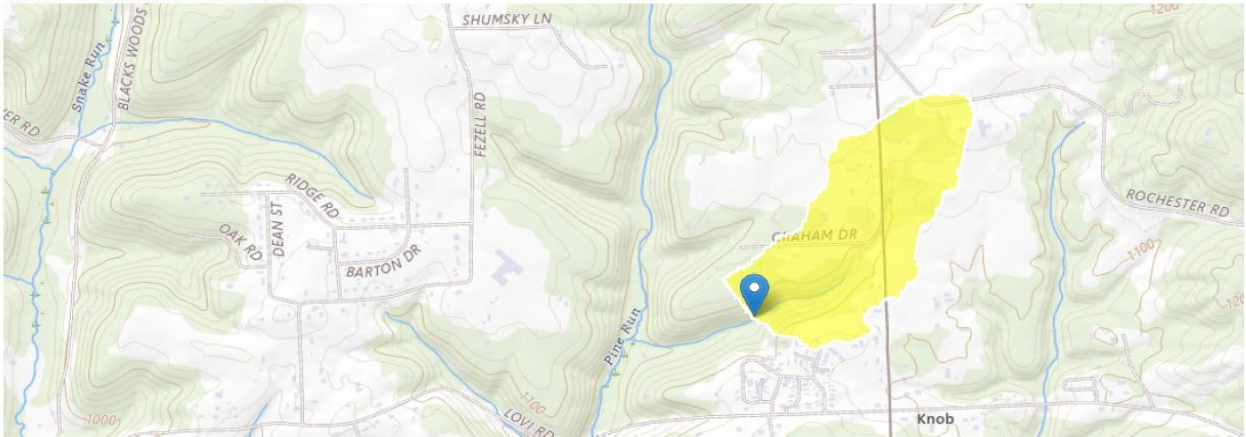 SHUMSKY LN
1200
BLACKS WOODS
Snake Run
FEZELL RD
ER RD
ROCHESTER RD
RIDGE RD
DEAN ST
OAK RD
GRAHAM DR
BARTON DR
1100
1200
Pine Run
1100
LOVI RD
1000
Knob